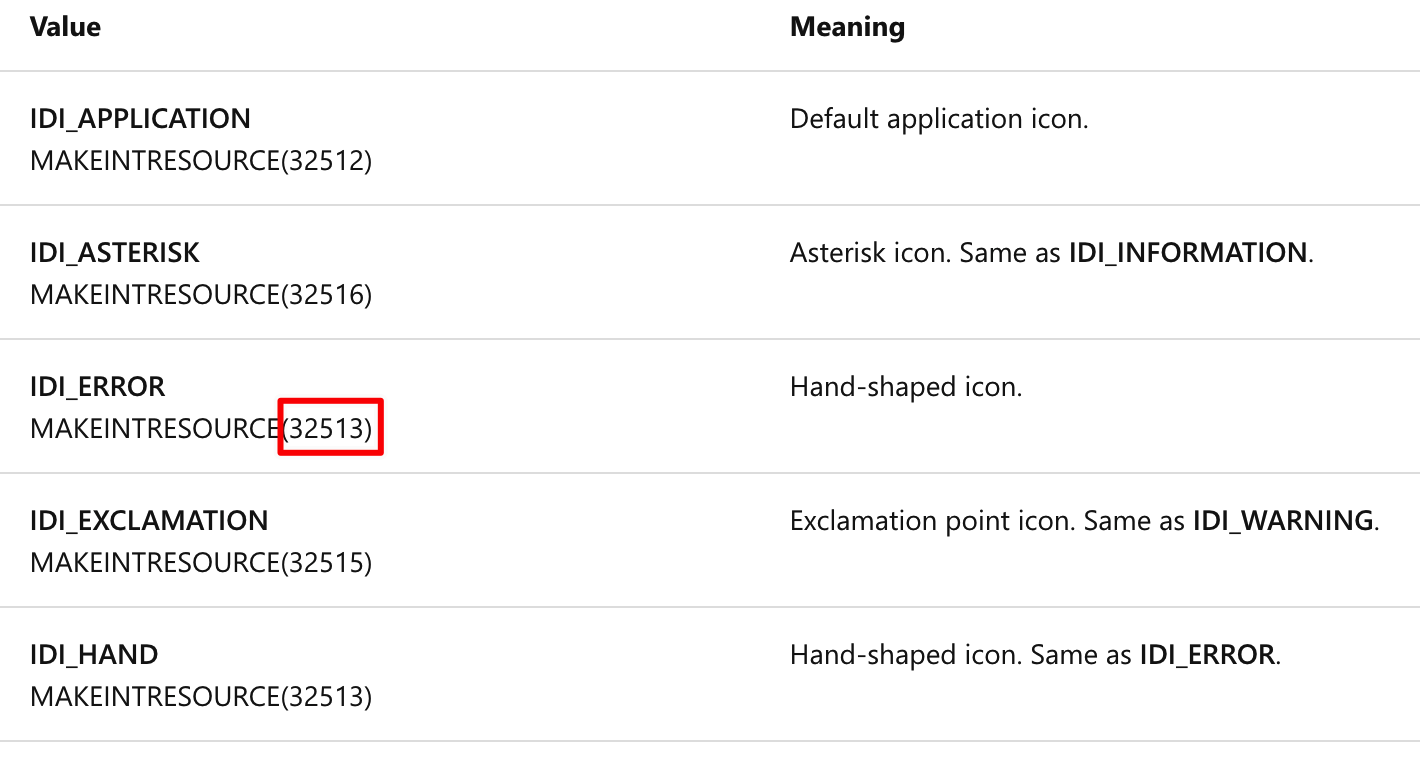 Value Meaning
IDI_APPLICATION Default application icon.
MAKEINTRESOURCE(32512)
IDI_ASTERISK Asterisk icon. Same as IDI_INFORMATION.
MAKEINTRESOURCE(32516)
IDI_ERROR Hand-shaped icon.
MAKEINTRESOURCE(32513)
IDI_EXCLAMATION Exclamation point icon. Same as IDI_WARNING.
MAKEINTRESOURCE(32515)
IDI_HAND Hand-shaped icon. Same as IDI_ERROR.
MAKEINTRESOURCE(32513)